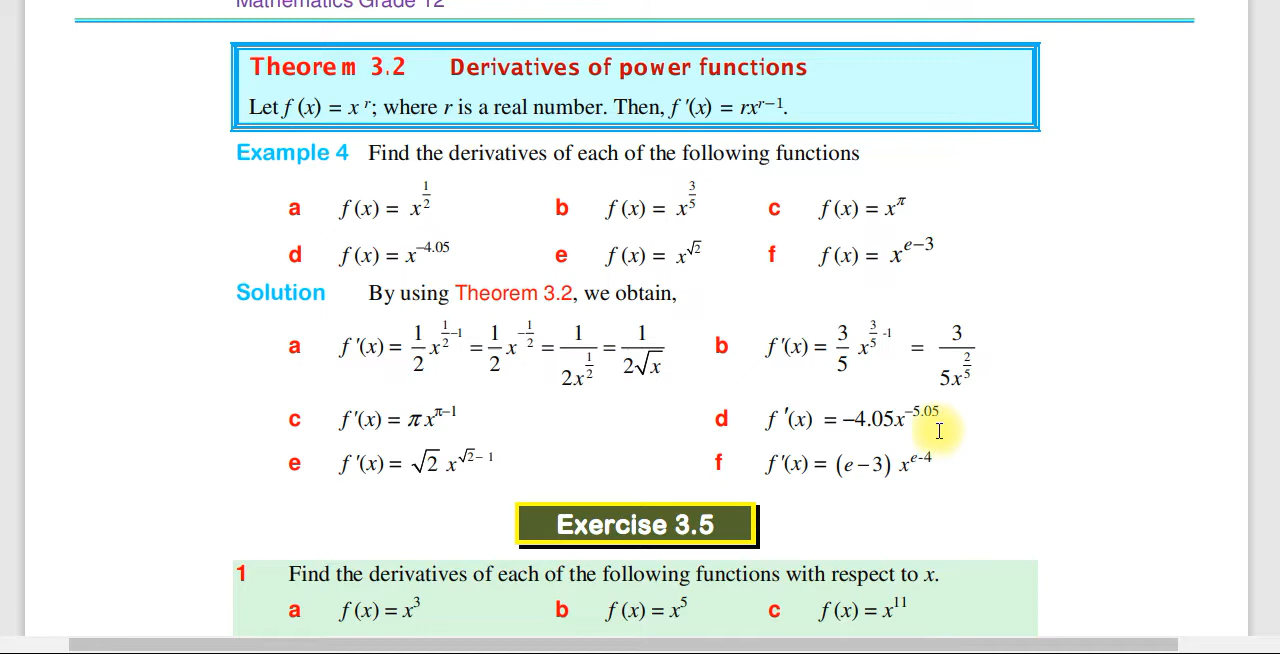 Mathematics Grade 12
Theorem 3.2 Derivatives of power functions
Let f (x) = x^r; where r is a real number. Then, f ′(x) = rx^(r−1).
Example 4 Find the derivatives of each of the following functions
a f (x) = x^(1/2) b f (x) = x^(3/5) c f (x) = x^π
d f (x) = x^(−4.05) e f (x) = x^(√2) f f (x) = x^(e−3)
Solution By using Theorem 3.2, we obtain,
a f ′(x) = 1/2 x^(1/2−1) = 1/2 x^(−1/2) = 1/(2x^(1/2)) = 1/(2√x) b f ′(x) = 3/5 x^(3/5 -1) = 3/(5x^(2/5))
c f ′(x) = π x^(π−1) d f ′(x) = −4.05x^(−5.05)
e f ′(x) = √2 x^(√2− 1) f f ′(x) = (e − 3) x^(e-4)
Exercise 3.5
1 Find the derivatives of each of the following functions with respect to x.
a f (x) = x^3 b f (x) = x^5 c f (x) = x^11